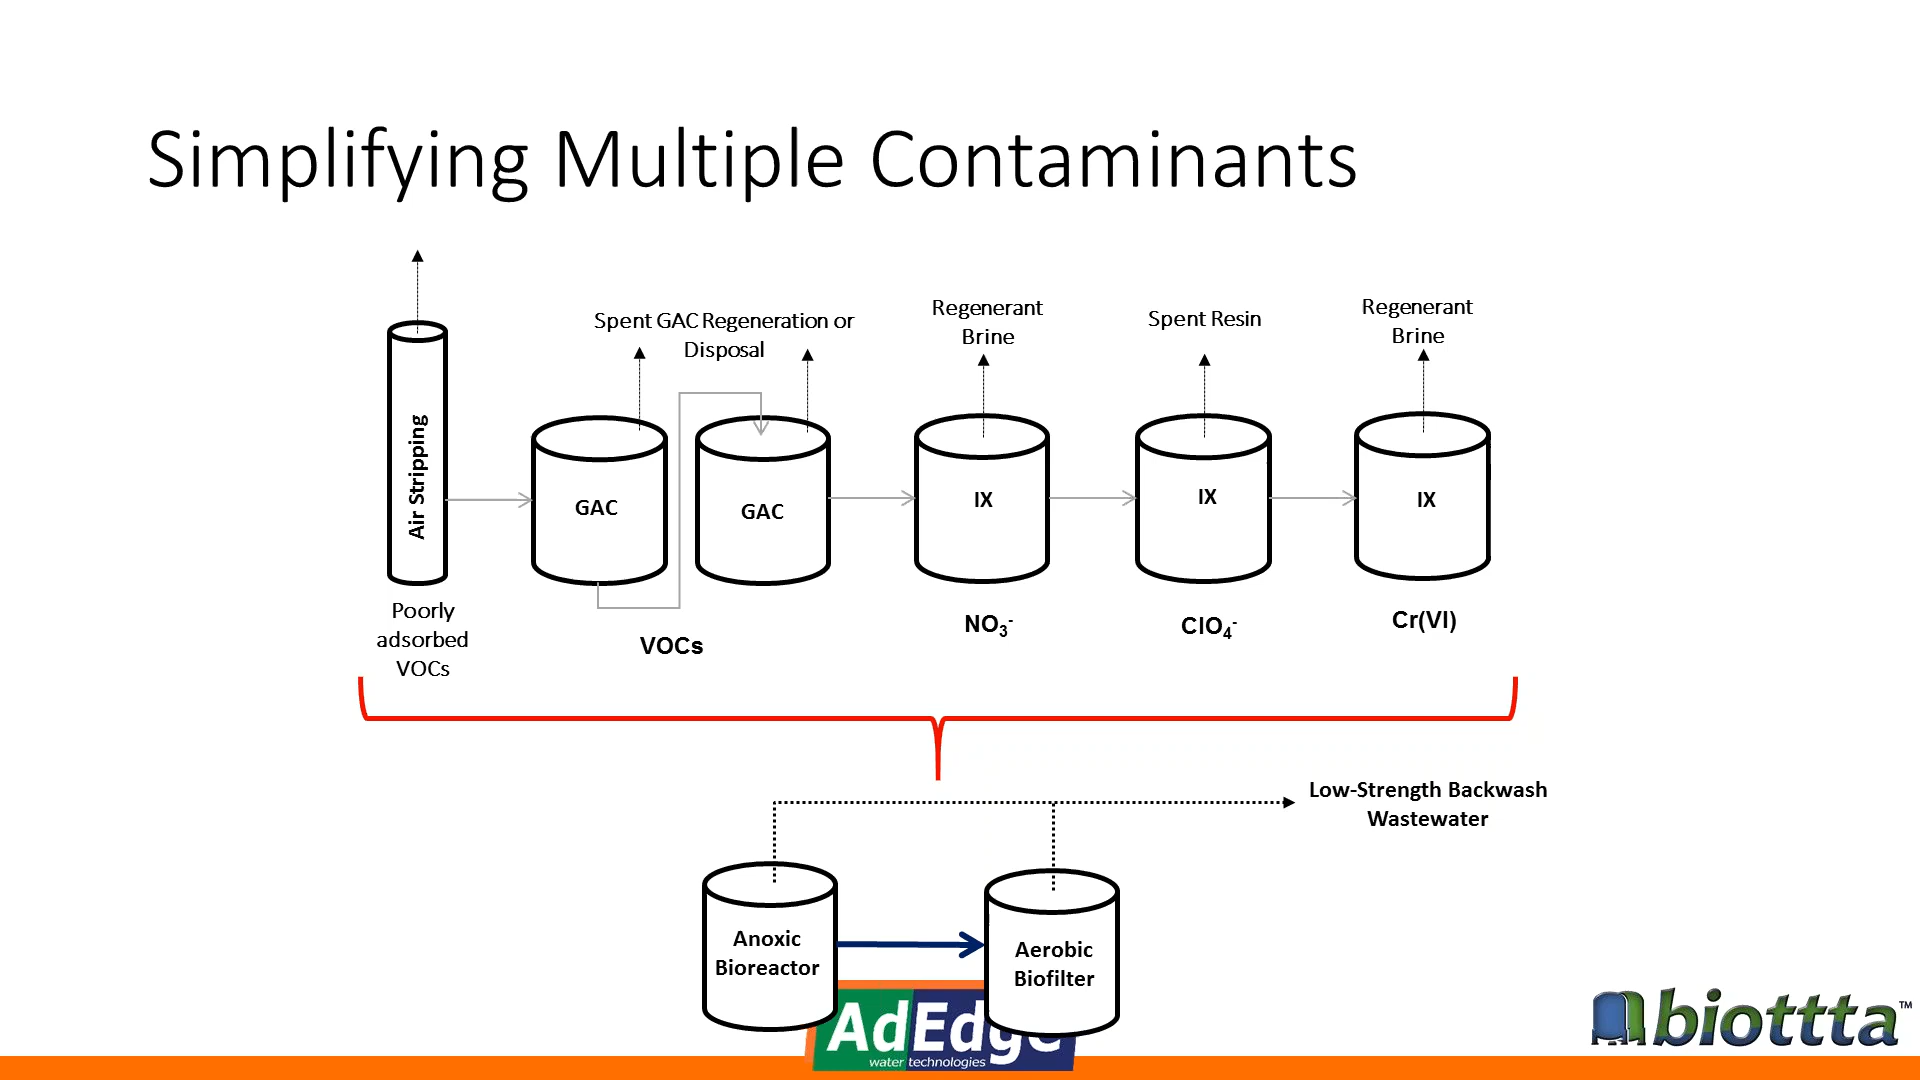 Simplifying Multiple Contaminants
Spent GAC Regeneration or
Disposal
Regenerant
Brine
Spent Resin
Regenerant
Brine
Air Stripping
GAC
GAC
IX
IX
IX
Poorly
adsorbed
VOCs
VOCs
NO₃⁻
ClO₄⁻
Cr(VI)
Low-Strength Backwash
Wastewater
Anoxic
Bioreactor
Aerobic
Biofilter
AdEdge
water technologies
biottta™